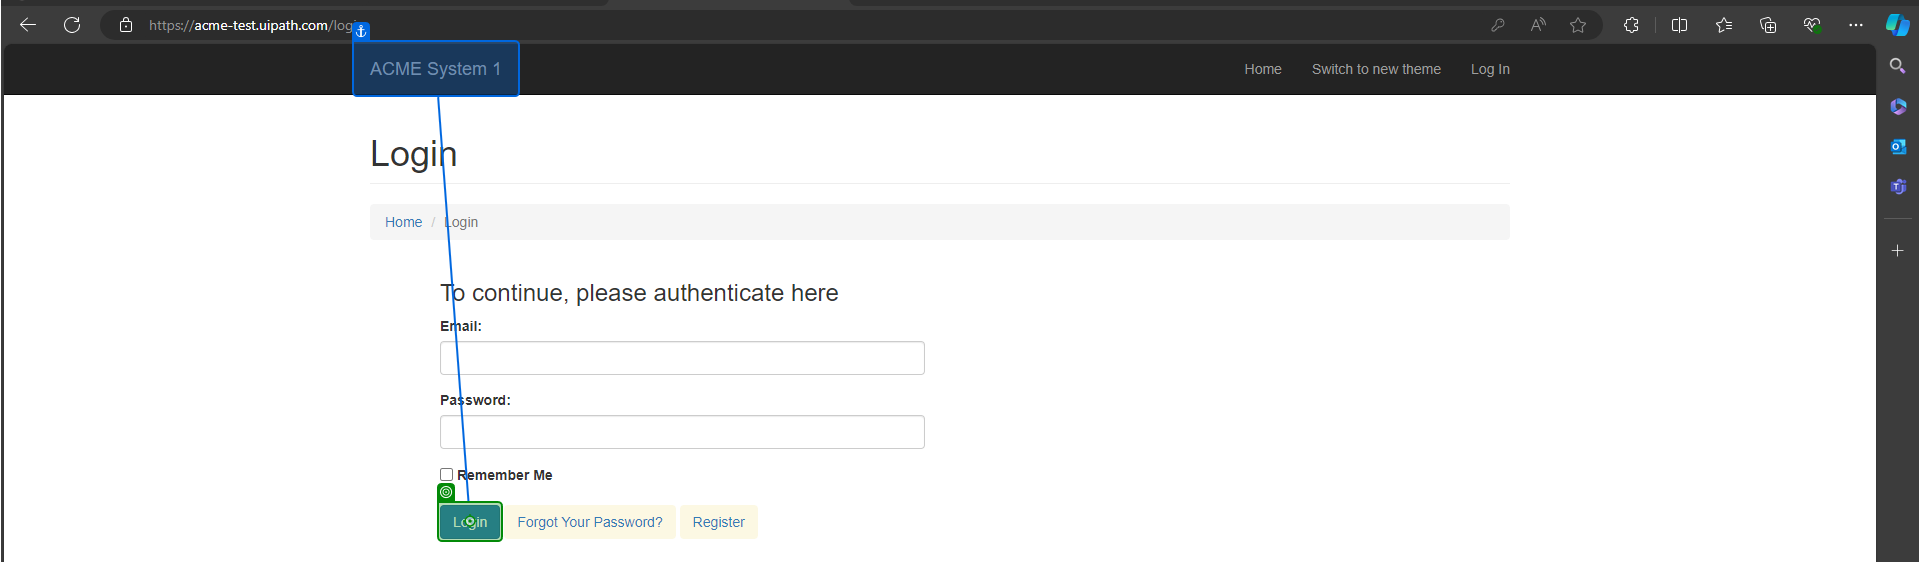 https://acme-test.uipath.com/login
ACME System 1
Home
Switch to new theme
Log In
Login
Home / Login
To continue, please authenticate here
Email:
Password:
Remember Me
Login
Forgot Your Password?
Register